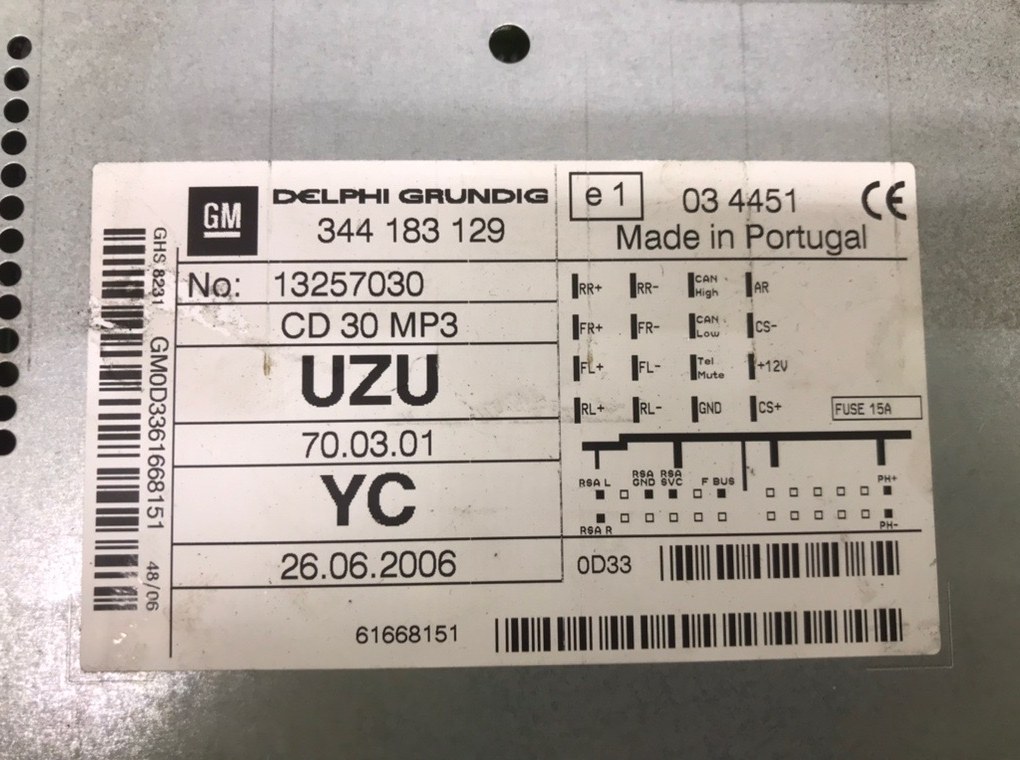 GHS 8231 GM0D3361668151 48/06
GM
DELPHI GRUNDIG
344 183 129
e1
03 4451
CE
Made in Portugal
No: 13257030
CD 30 MP3
UZU
70.03.01
YC
26.06.2006
61668151
RR+ RR- CAN High AR
FR+ FR- CAN Low CS-
FL+ FL- Tel Mute +12V
RL+ RL- GND CS+
FUSE 15A
RSA L RSA GND RSA SVC F BUS PH+
RSA R PH-
0D33